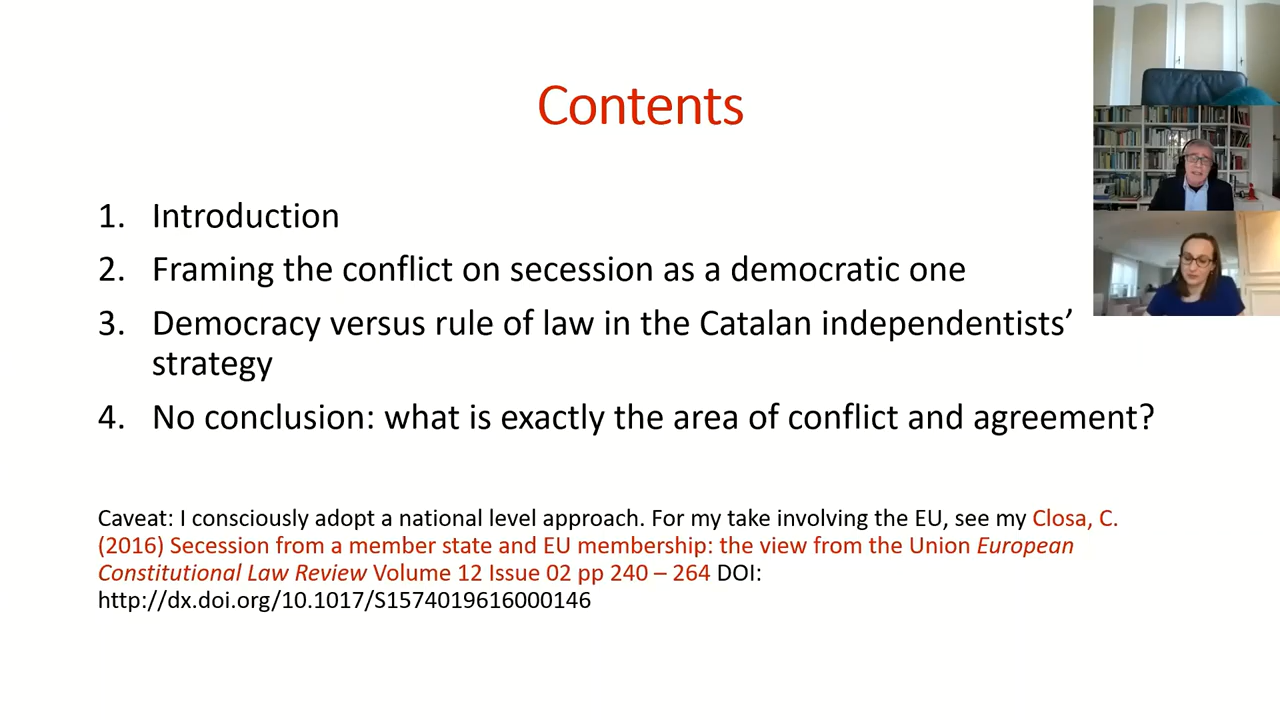 Contents
1. Introduction
2. Framing the conflict on secession as a democratic one
3. Democracy versus rule of law in the Catalan independentists’
strategy
4. No conclusion: what is exactly the area of conflict and agreement?
Caveat: I consciously adopt a national level approach. For my take involving the EU, see my Closa, C.
(2016) Secession from a member state and EU membership: the view from the Union European
Constitutional Law Review Volume 12 Issue 02 pp 240 – 264 DOI:
http://dx.doi.org/10.1017/S1574019616000146